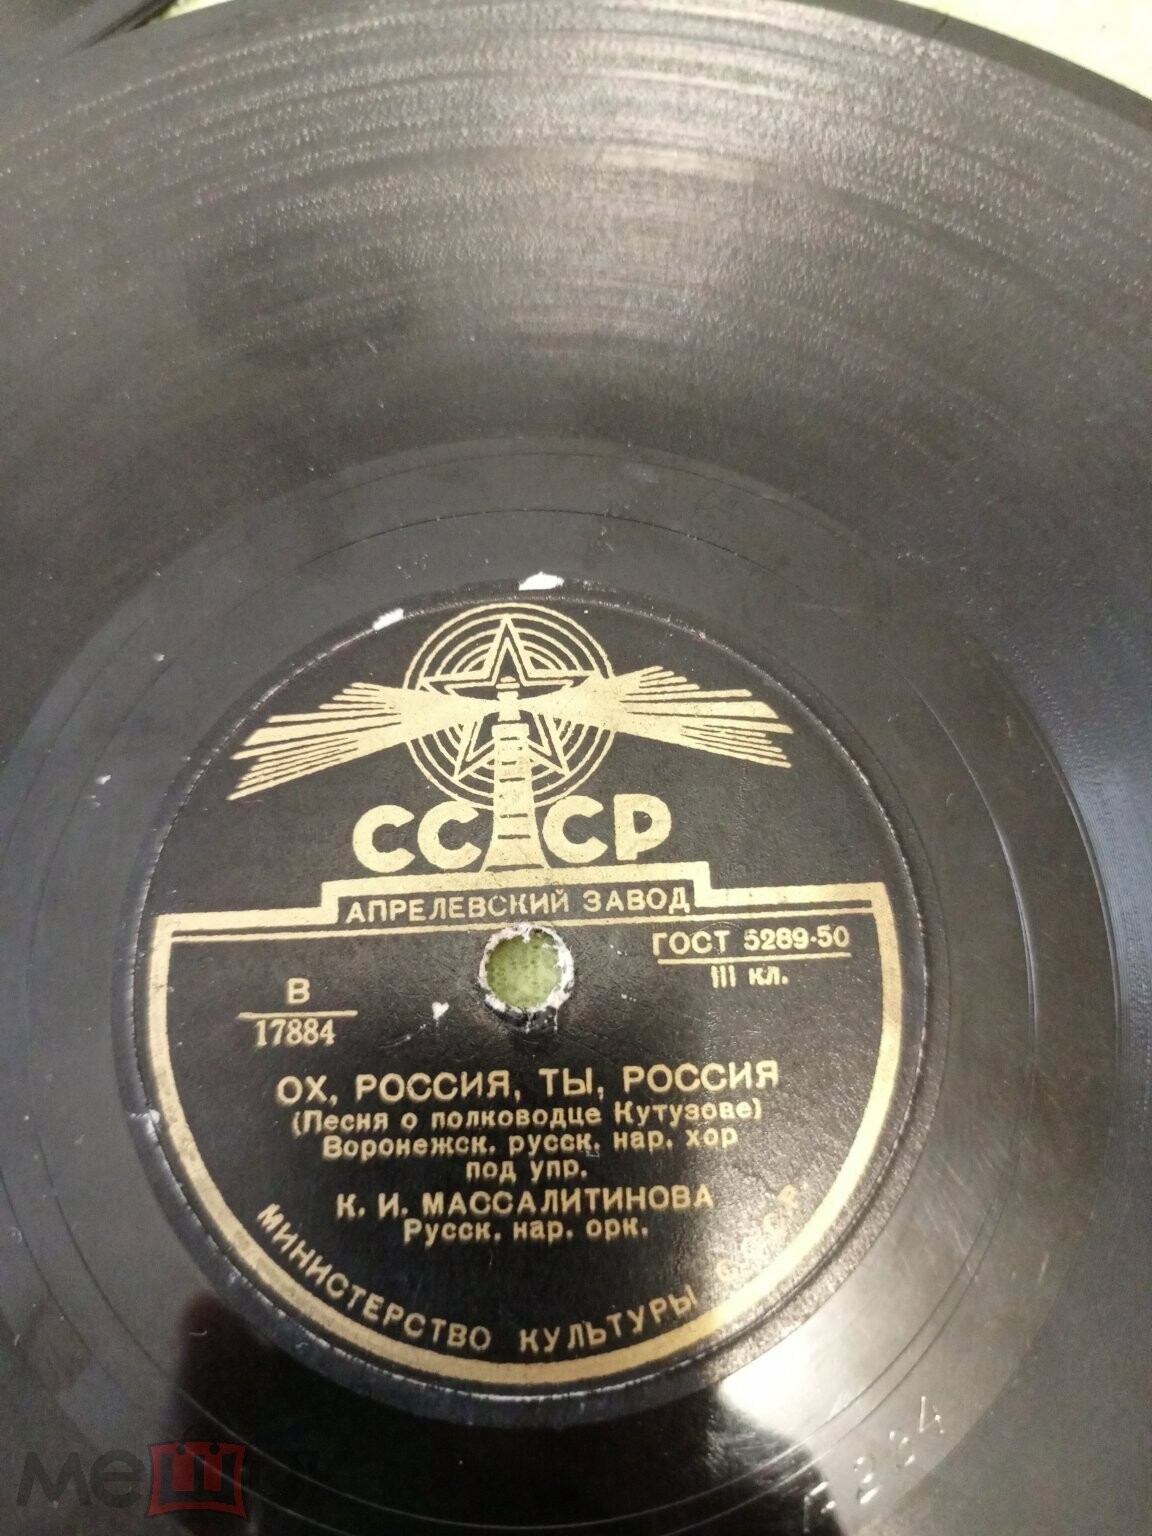 СССР
АПРЕЛЕВСКИЙ ЗАВОД
ГОСТ 5289-50
III кл.
В
17884
ОХ, РОССИЯ, ТЫ, РОССИЯ
(Песня о полководце Кутузове)
Воронежск. русск. нар. хор
под упр.
К. И. МАССАЛИТИНОВА
Русск. нар. орк.
МИНИСТЕРСТВО КУЛЬТУРЫ СССР